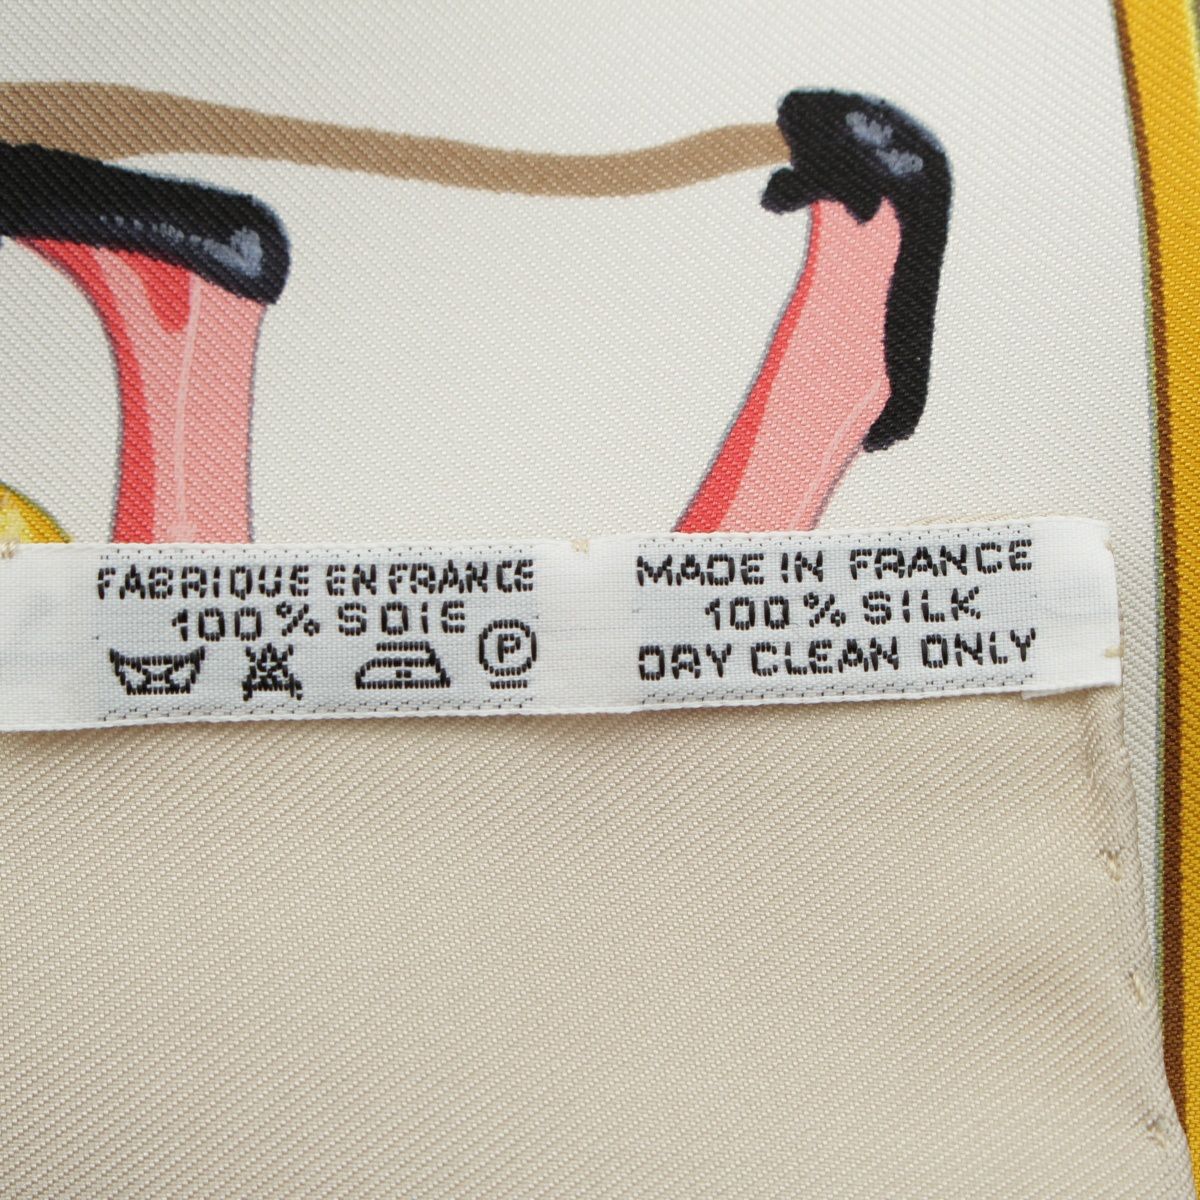 FABRIQUE EN FRANCE
100% SOIE
P
MADE IN FRANCE
100% SILK
DRY CLEAN ONLY